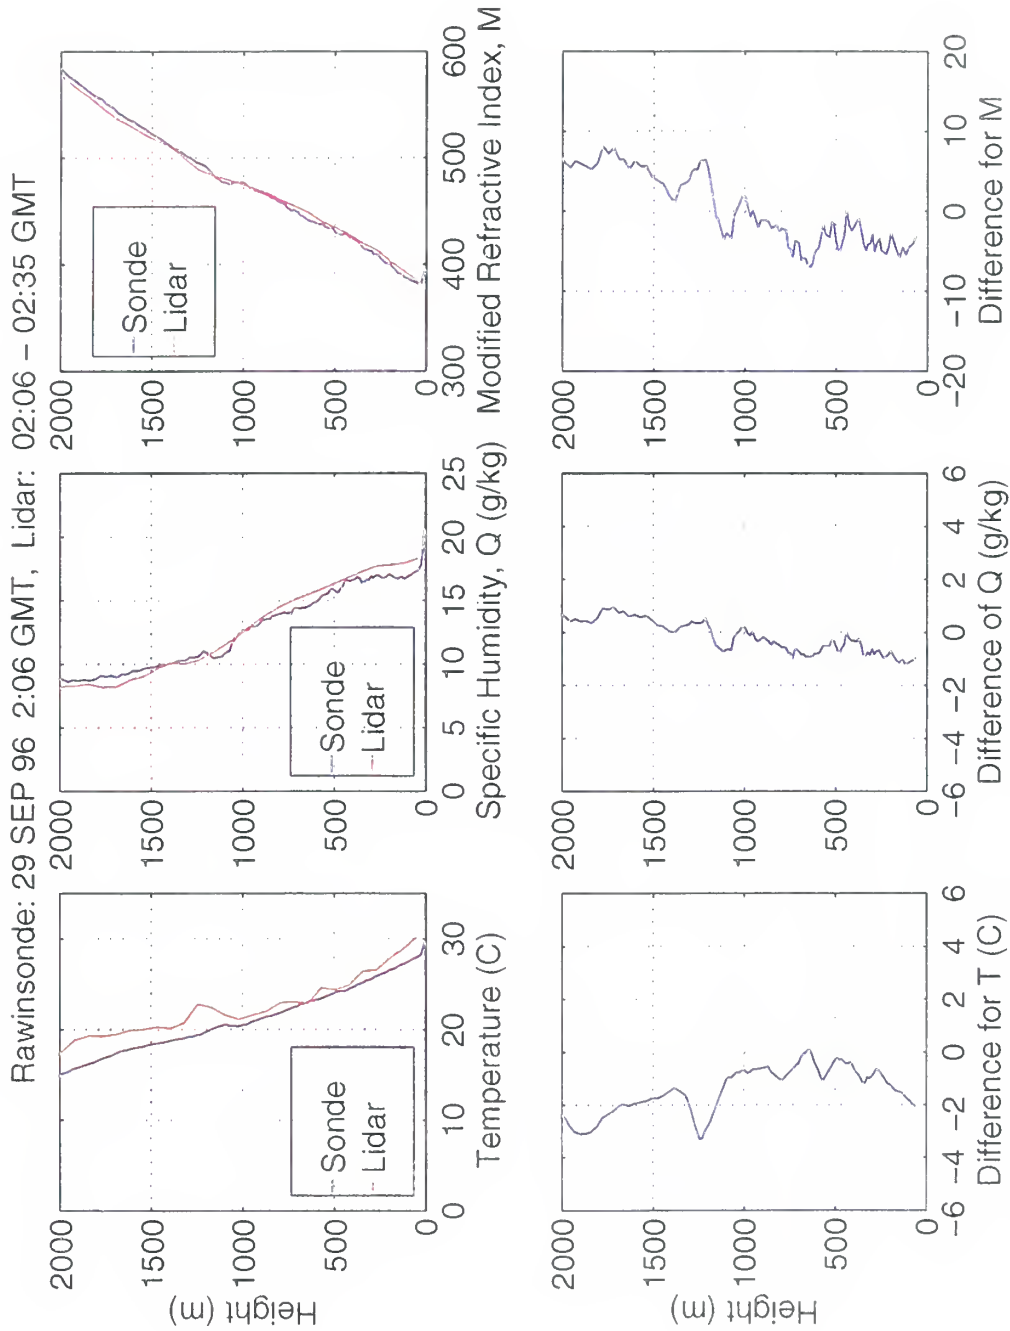 Rawinsonde: 29 SEP 96 2:06 GMT, Lidar: 02:06 – 02:35 GMT
Height (m)
2000
1500
1000
500
0
0 10 20 30
Temperature (C)
Sonde
Lidar
2000
1500
1000
500
0
0 5 10 15 20 25
Specific Humidity, Q (g/kg)
Sonde
Lidar
2000
1500
1000
500
0
300 400 500 600
Modified Refractive Index, M
Sonde
Lidar
Height (m)
2000
1500
1000
500
0
−6 −4 −2 0 2 4 6
Difference for T (C)
2000
1500
1000
500
0
−6 −4 −2 0 2 4 6
Difference of Q (g/kg)
2000
1500
1000
500
0
−20 −10 0 10 20
Difference for M